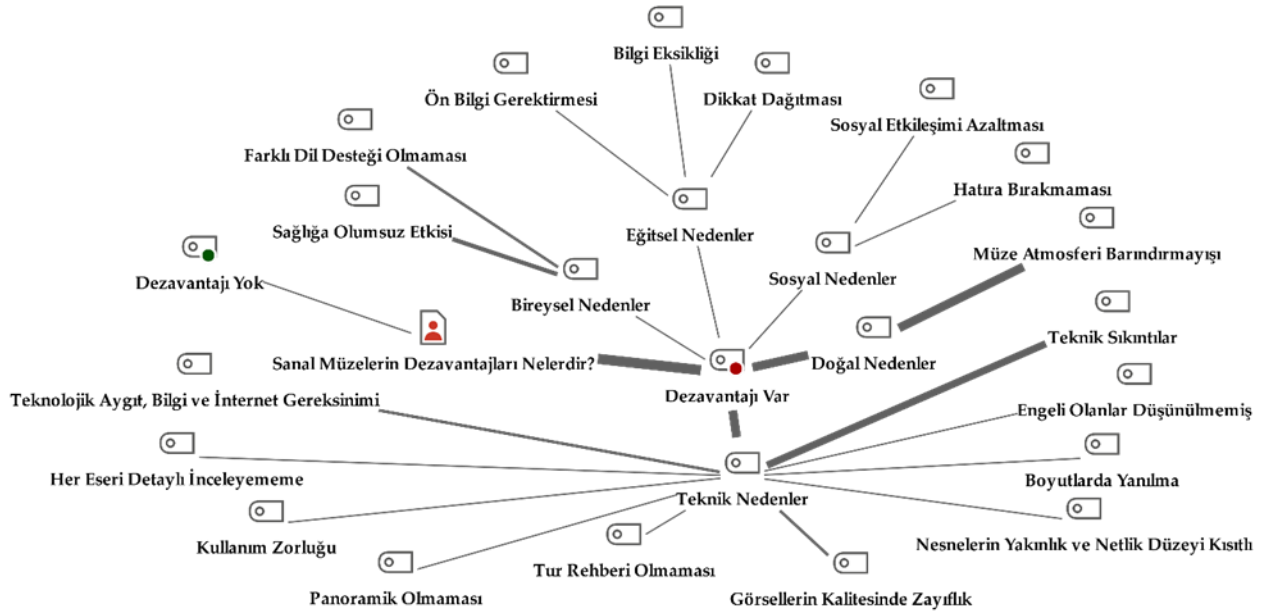 Bilgi Eksikliği
Ön Bilgi Gerektirmesi
Dikkat Dağıtması
Sosyal Etkileşimi Azaltması
Farklı Dil Desteği Olmaması
Hatıra Bırakmaması
Sağlığa Olumsuz Etkisi
Eğitsel Nedenler
Müze Atmosferi Barındırmayışı
Dezavantajı Yok
Sosyal Nedenler
Bireysel Nedenler
Teknik Sıkıntılar
Sanal Müzelerin Dezavantajları Nelerdir?
Doğal Nedenler
Dezavantajı Var
Teknolojik Aygıt, Bilgi ve İnternet Gereksinimi
Engeli Olanlar Düşünülmemiş
Her Eseri Detaylı İnceleyememe
Boyutlarda Yanılma
Teknik Nedenler
Kullanım Zorluğu
Nesnelerin Yakınlık ve Netlik Düzeyi Kısıtlı
Tur Rehberi Olmaması
Panoramik Olmaması
Görsellerin Kalitesinde Zayıflık